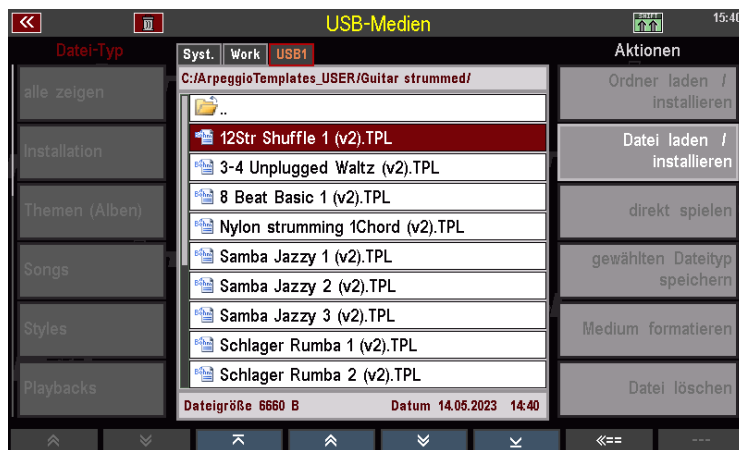 USB-Medien
SHIFT
15:40
Datei-Typ
Syst. Work USB1
Aktionen
C:/ArpeggioTemplates_USER/Guitar strummed/
alle zeigen
Installation
Themen (Alben)
Songs
Styles
Playbacks
..
12Str Shuffle 1 (v2).TPL
3-4 Unplugged Waltz (v2).TPL
8 Beat Basic 1 (v2).TPL
Nylon strumming 1Chord (v2).TPL
Samba Jazzy 1 (v2).TPL
Samba Jazzy 2 (v2).TPL
Samba Jazzy 3 (v2).TPL
Schlager Rumba 1 (v2).TPL
Schlager Rumba 2 (v2).TPL
Dateigröße 6660 B Datum 14.05.2023 14:40
Ordner laden /
installieren
Datei laden /
installieren
direkt spielen
gewählten Dateityp
speichern
Medium formatieren
Datei löschen
«==
---